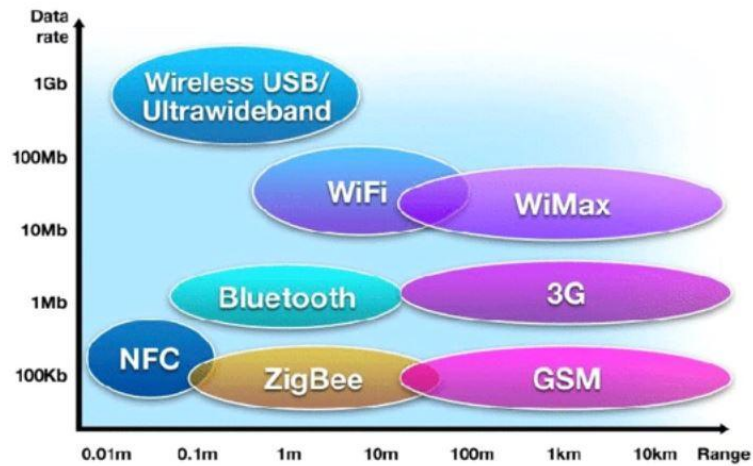 Data
rate
1Gb
Wireless USB/
Ultrawideband
100Mb
WiFi
WiMax
10Mb
1Mb
Bluetooth
3G
NFC
100Kb
ZigBee
GSM
0.01m 0.1m 1m 10m 100m 1km 10km Range